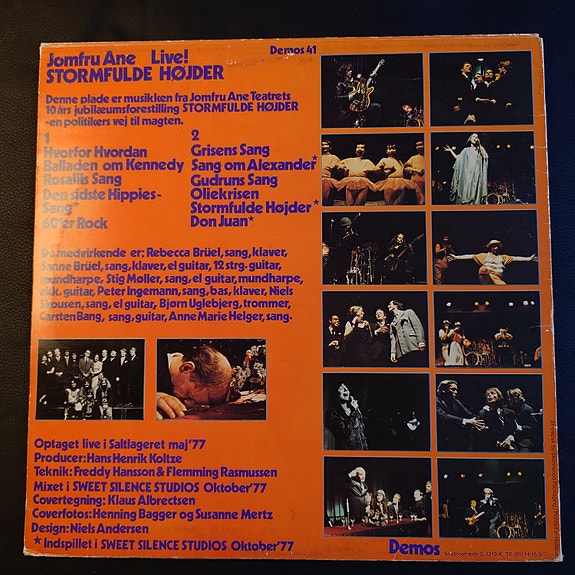 Jomfru Ane Live!
STORMFULDE HØJDER
Demos 41
Denne plade er musikken fra Jomfru Ane Teatrets
10 års jubilæumsforestilling STORMFULDE HØJDER
-en politikers vej til magten.
1
Hvorfor Hvordan
Balladen om Kennedy
Rosallis Sang
Den sidste Hippies-
Sang
60'er Rock
2
Grisens Sang
Sang om Alexander*
Gudruns Sang
Oliekrisen
Stormfulde Højder*
Don Juan*
De medvirkende er: Rebecca Brüel, sang, klaver,
Sanne Brüel, sang, klaver, el guitar, 12 strg. guitar,
mundharpe, Stig Møller, sang, el guitar, mundharpe,
akk. guitar, Peter Ingemann, sang, bas, klaver, Niels
Skousen, sang, el guitar, Bjørn Uglebjerg, trommer,
Carsten Bang, sang, guitar, Anne Marie Helger, sang.
Optaget live i Saltlageret maj'77
Producer: Hans Henrik Koltze
Teknik: Freddy Hansson & Flemming Rasmussen
Mixet i SWEET SILENCE STUDIOS Oktober'77
Covertegning: Klaus Albrectsen
Coverfotos: Henning Bagger og Susanne Mertz
Design: Niels Andersen
* Indspillet i SWEET SILENCE STUDIOS Oktober'77
Demos